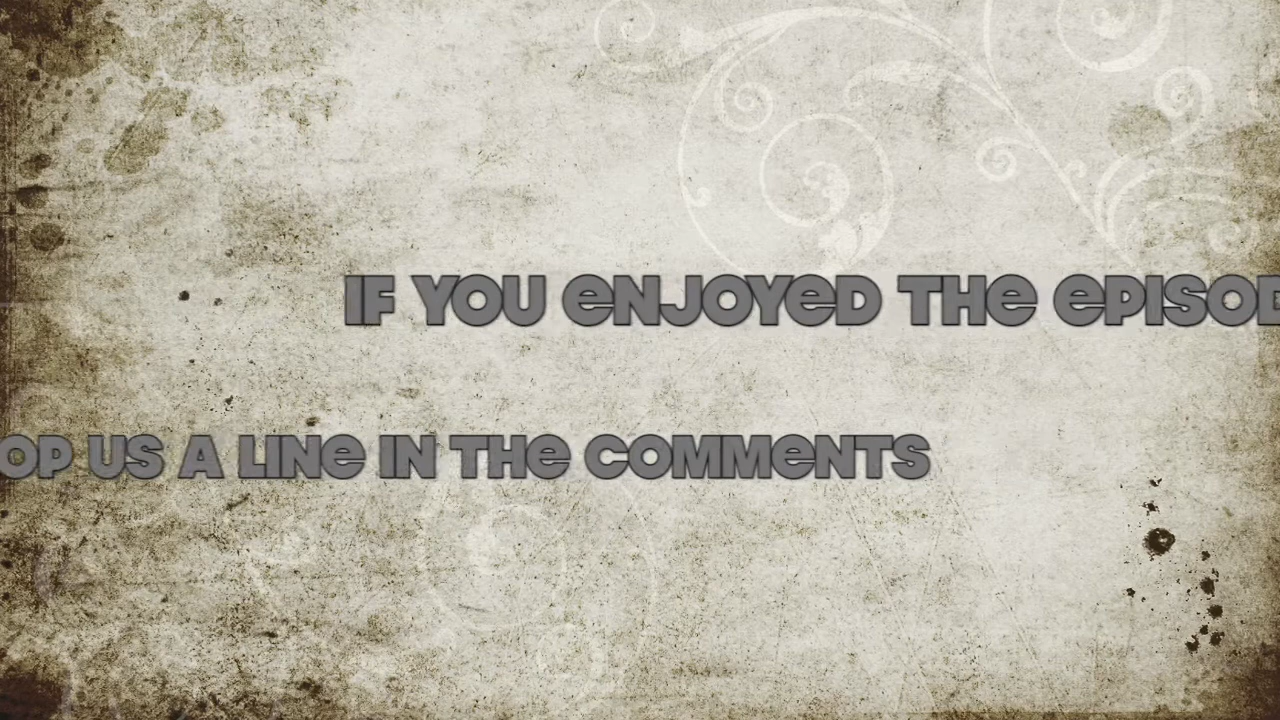 IF YOU eNJOYeD THe ePISOD
OP US A LINe IN THe COMMeNTS